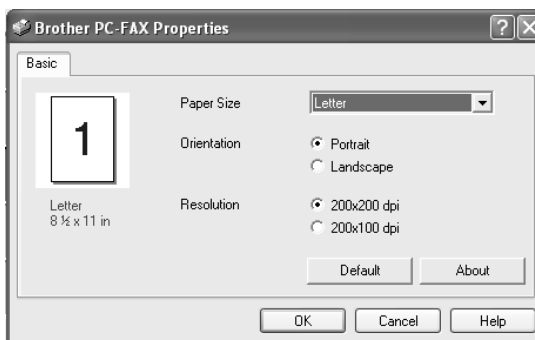 Brother PC-FAX Properties
Basic
Paper Size
Letter
1
Orientation
Portrait
Landscape
Letter
8 ½ x 11 in
Resolution
200x200 dpi
200x100 dpi
Default
About
OK
Cancel
Help